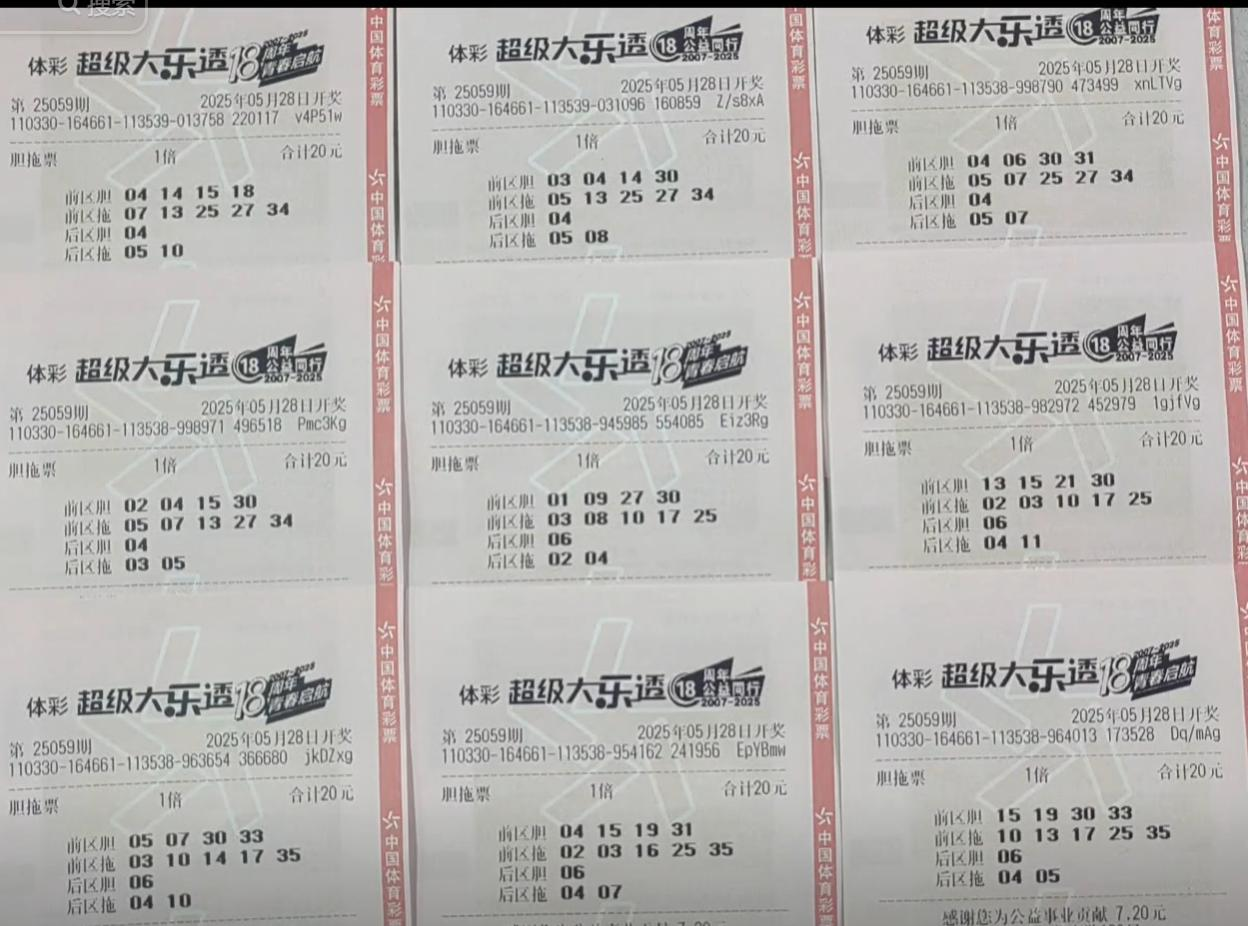 搜索
体彩 超级大乐透 18 周年 青春启航 2007-2025
第 25059期 2025年05月28日开奖
110330-164661-113539-013758 220117 v4P51w
胆拖票 1倍 合计20元
前区胆 04 14 15 18
前区拖 07 13 25 27 34
后区胆 04
后区拖 05 10
中国体育彩票
中国体育彩
体彩 超级大乐透 18 周年 公益同行 2007-2025
第 25059期 2025年05月28日开奖
110330-164661-113539-031096 160859 Z/s8xA
胆拖票 1倍 合计20元
前区胆 03 04 14 30
前区拖 05 13 25 27 34
后区胆 04
后区拖 05 08
中国体育彩票
中国体育彩
体彩 超级大乐透 18 周年 公益同行 2007-2025
第 25059期 2025年05月28日开奖
110330-164661-113538-998790 473499 xnLTVg
胆拖票 1倍 合计20元
前区胆 04 06 30 31
前区拖 05 07 25 27 34
后区胆 04
后区拖 05 07
体育彩票
中国体育彩
体彩 超级大乐透 18 周年 公益同行 2007-2025
第 25059期 2025年05月28日开奖
110330-164661-113538-998971 496518 Pmc3Kg
胆拖票 1倍 合计20元
前区胆 02 04 15 30
前区拖 05 07 13 27 34
后区胆 04
后区拖 03 05
中国体育彩票
中国体育彩
体彩 超级大乐透 18 周年 青春启航 2007-2025
第 25059期 2025年05月28日开奖
110330-164661-113538-945985 554085 Eiz3Rg
胆拖票 1倍 合计20元
前区胆 01 09 27 30
前区拖 03 08 10 17 25
后区胆 06
后区拖 02 04
中国体育彩票
中国体育彩
体彩 超级大乐透 18 周年 公益同行 2007-2025
第 25059期 2025年05月28日开奖
110330-164661-113538-982972 452979 1gjfVg
胆拖票 1倍 合计20元
前区胆 13 15 21 30
前区拖 02 03 10 17 25
后区胆 06
后区拖 04 11
中国体育彩票
中国体育彩
体彩 超级大乐透 18 周年 青春启航 2007-2025
第 25059期 2025年05月28日开奖
110330-164661-113538-963654 366680 jkDZxg
胆拖票 1倍 合计20元
前区胆 05 07 30 33
前区拖 03 10 14 17 35
后区胆 06
后区拖 04 10
中国体育彩票
中国体育彩
体彩 超级大乐透 18 周年 公益同行 2007-2025
第 25059期 2025年05月28日开奖
110330-164661-113538-954162 241956 EpYBmw
胆拖票 1倍 合计20元
前区胆 04 15 19 31
前区拖 02 03 16 25 35
后区胆 06
后区拖 04 07
中国体育彩票
中国体育彩
体彩 超级大乐透 18 周年 青春启航 2007-2025
第 25059期 2025年05月28日开奖
110330-164661-113538-964013 173528 Dq/mAg
胆拖票 1倍 合计20元
前区胆 15 19 30 33
前区拖 10 13 17 25 35
后区胆 06
后区拖 04 05
感谢您为公益事业贡献 7.20元